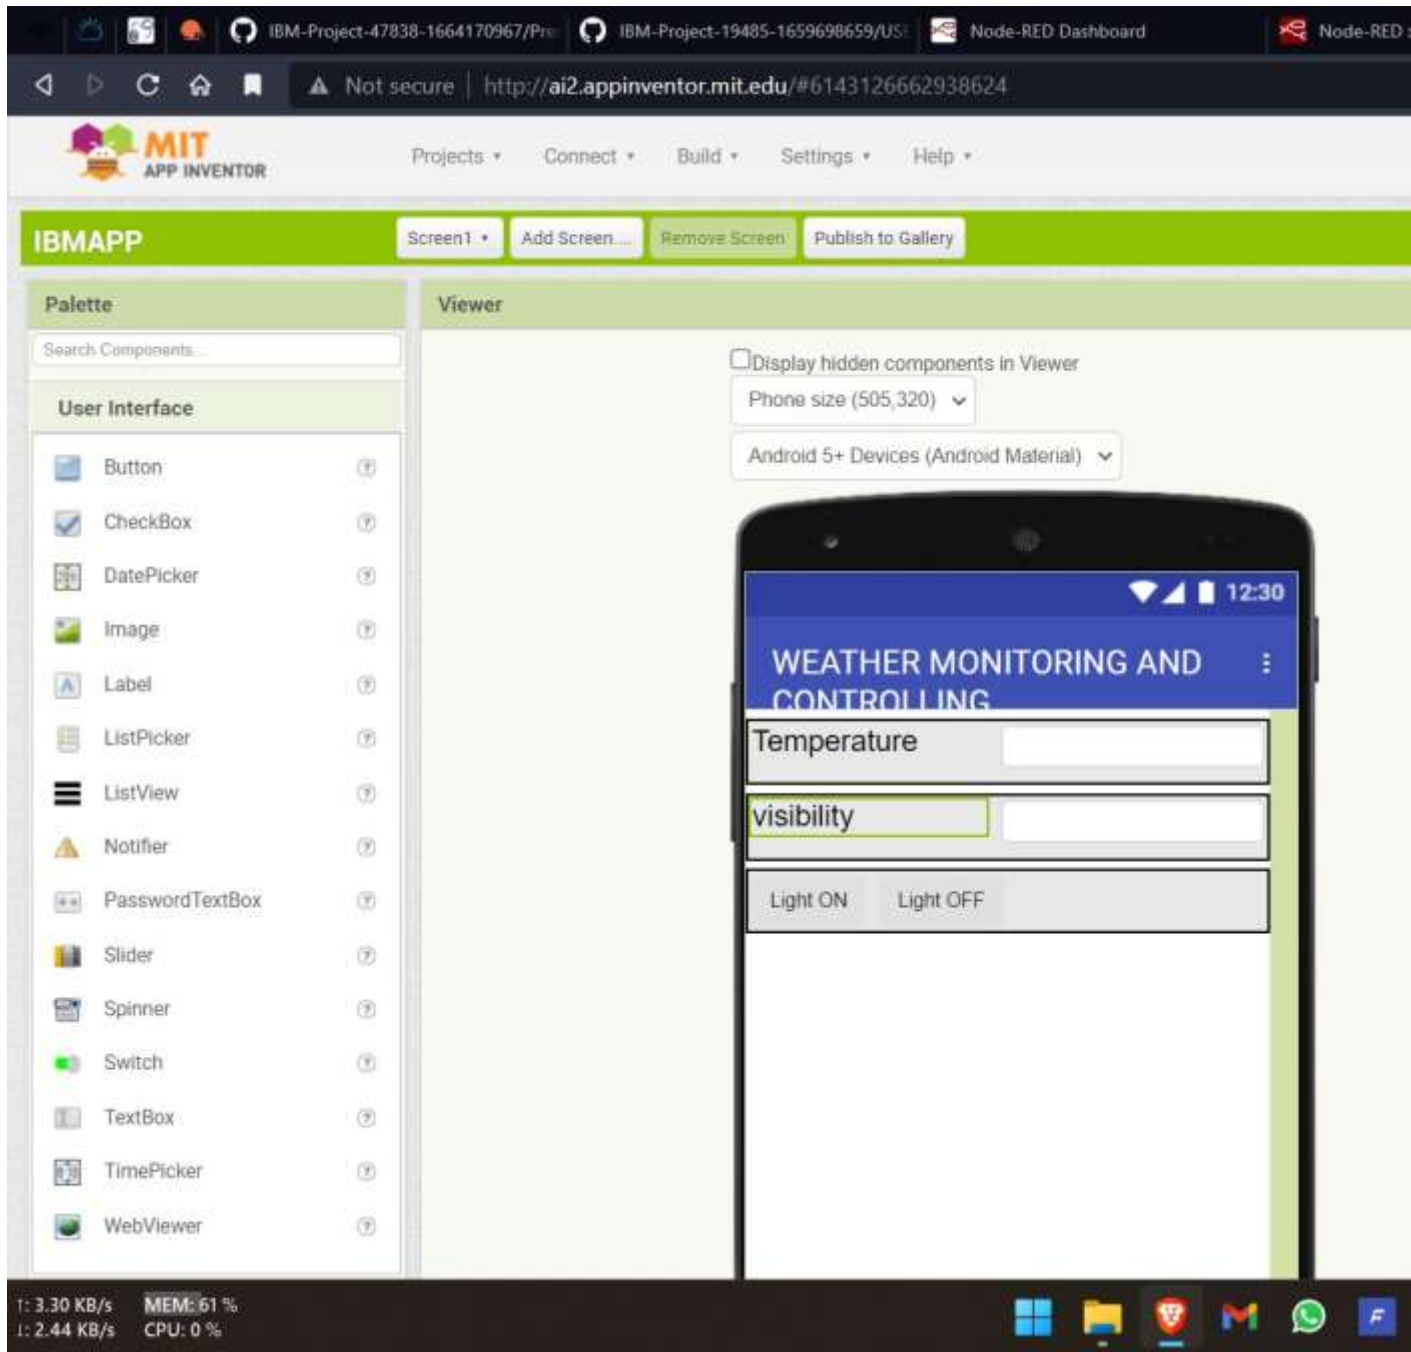 IBM-Project-47838-1664170967/Pre
IBM-Project-19485-1659698659/US
Node-RED Dashboard
Node-RED :
Not secure | http://ai2.appinventor.mit.edu/#6143126662938624
MIT
APP INVENTOR
Projects
Connect
Build
Settings
Help
IBMAPP
Screen1
Add Screen ...
Remove Screen
Publish to Gallery
Palette
Viewer
Search Components...
Display hidden components in Viewer
User Interface
Phone size (505,320)
Android 5+ Devices (Android Material)
Button
CheckBox
DatePicker
Image
Label
ListPicker
ListView
Notifier
PasswordTextBox
Slider
Spinner
Switch
TextBox
TimePicker
WebViewer
12:30
WEATHER MONITORING AND
CONTROLLING
Temperature
visibility
Light ON
Light OFF
↑: 3.30 KB/s MEM: 61 %
↓: 2.44 KB/s CPU: 0 %